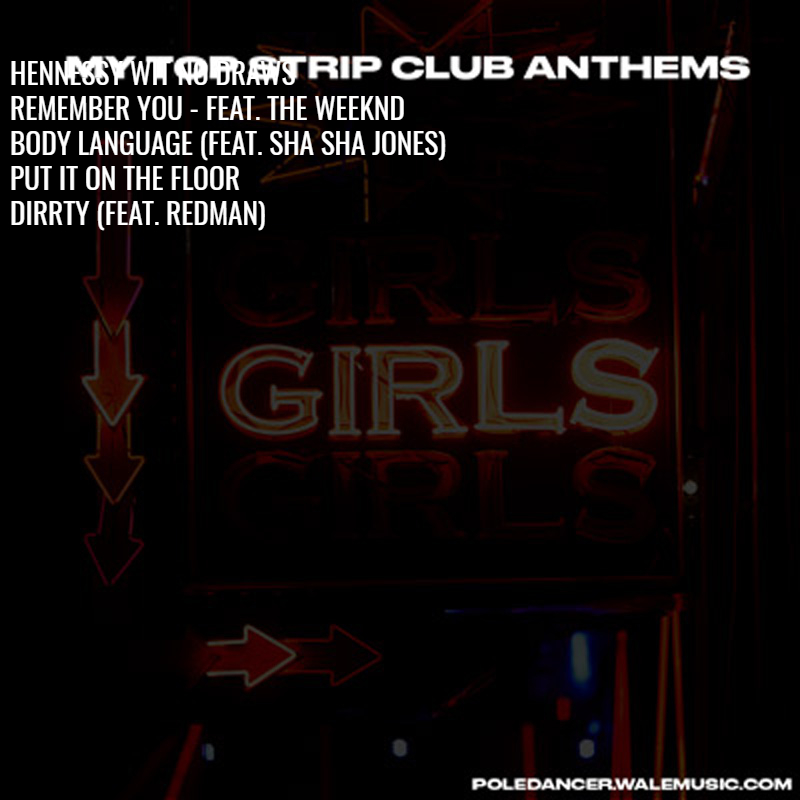 MY TOP STRIP CLUB ANTHEMS
HENNESSY WIT NO DRAWS
REMEMBER YOU - FEAT. THE WEEKND
BODY LANGUAGE (FEAT. SHA SHA JONES)
PUT IT ON THE FLOOR
DIRRTY (FEAT. REDMAN)
GIRLS
GIRLS
GIRLS
POLEDANCER.WALEMUSIC.COM